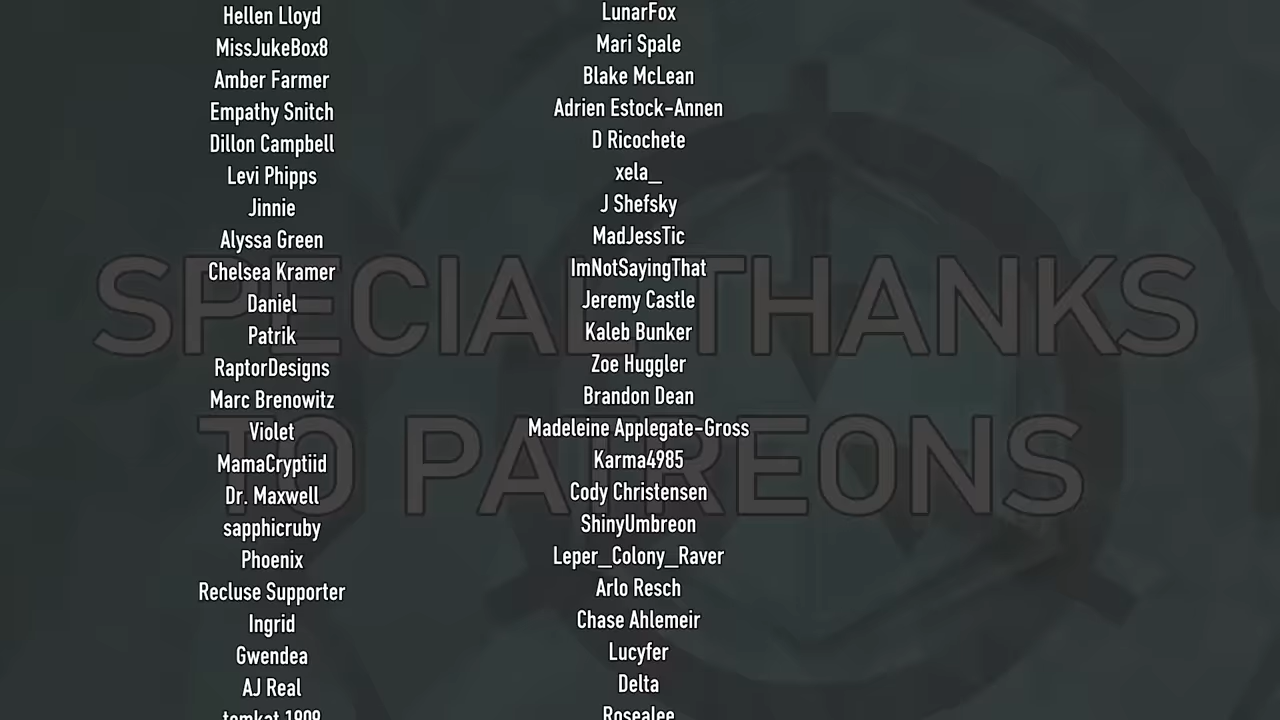 Hellen Lloyd
MissJukeBox8
Amber Farmer
Empathy Snitch
Dillon Campbell
Levi Phipps
Jinnie
Alyssa Green
Chelsea Kramer
Daniel
Patrik
RaptorDesigns
Marc Brenowitz
Violet
MamaCryptiid
Dr. Maxwell
sapphicruby
Phoenix
Recluse Supporter
Ingrid
Gwendea
AJ Real
tomkat 1909
LunarFox
Mari Spale
Blake McLean
Adrien Estock-Annen
D Ricochete
xela_
J Shefsky
MadJessTic
ImNotSayingThat
Jeremy Castle
Kaleb Bunker
Zoe Huggler
Brandon Dean
Madeleine Applegate-Gross
Karma4985
Cody Christensen
ShinyUmbreon
Leper_Colony_Raver
Arlo Resch
Chase Ahlemeir
Lucyfer
Delta
Rosealee
SPECIAL THANKS
TO PATREONS